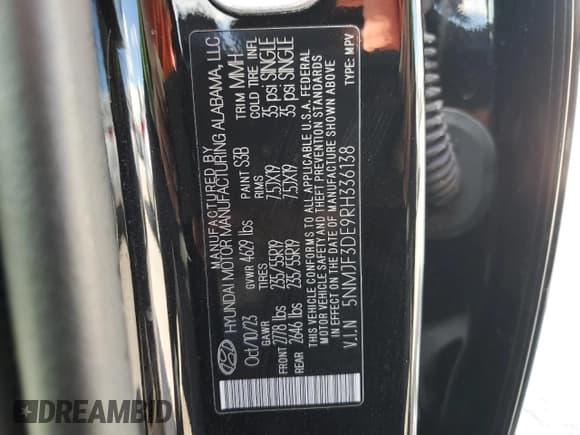 MANUFACTURED BY
HYUNDAI MOTOR MANUFACTURING ALABAMA, LLC
Oct/10/23 GVWR 4629 lbs PAINT S3B TRIM MMH
GAWR TIRES RIMS COLD TIRE INFL
FRONT 2778 lbs 235/55R19 7.5JX19 35 psi SINGLE
REAR 2646 lbs 235/55R19 7.5JX19 35 psi SINGLE
THIS VEHICLE CONFORMS TO ALL APPLICABLE U.S.A. FEDERAL
MOTOR VEHICLE SAFETY AND THEFT PREVENTION STANDARDS
IN EFFECT ON THE DATE OF MANUFACTURE SHOWN ABOVE
V.I.N 5NMJF3DE9RH336138 TYPE: MPV
DREAMBID